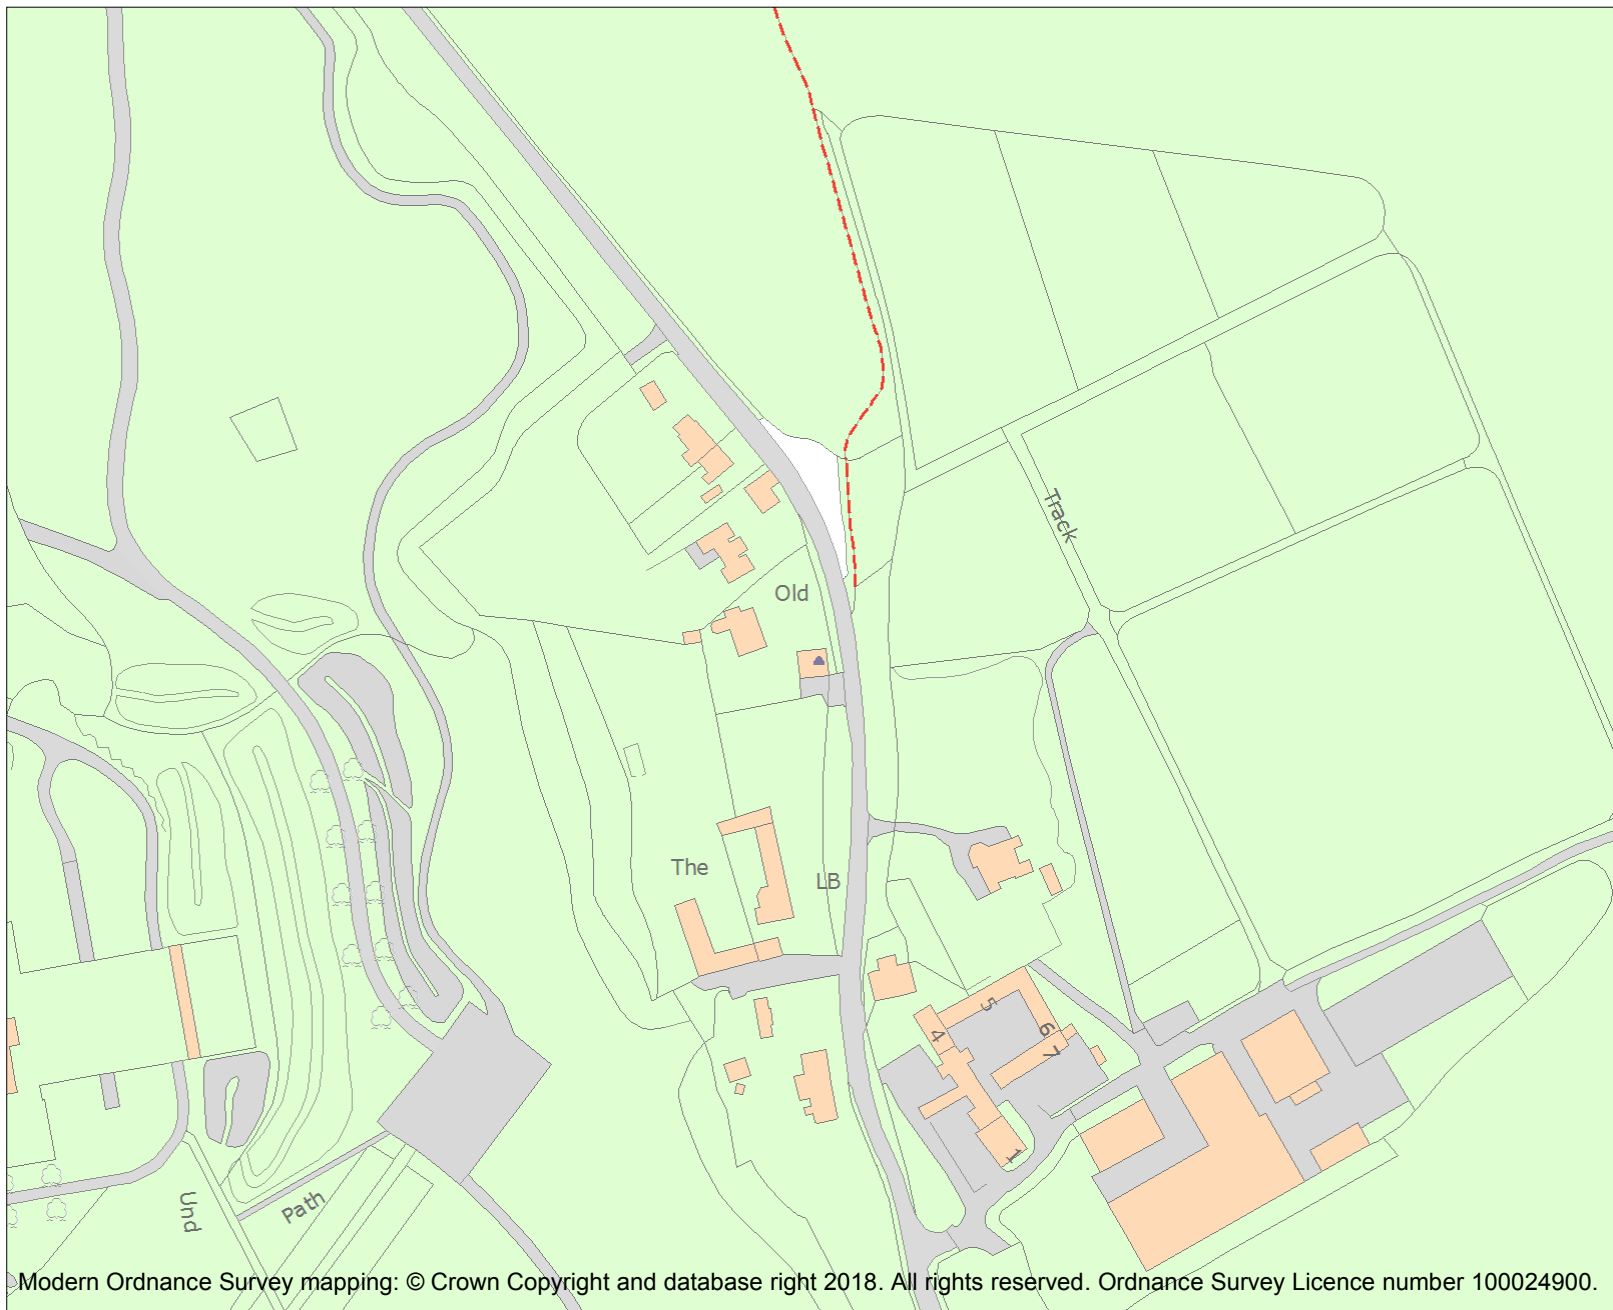 Track
Old
The
LB
5
4
6
7
1
Und
Path
Modern Ordnance Survey mapping: © Crown Copyright and database right 2018. All rights reserved. Ordnance Survey Licence number 100024900.